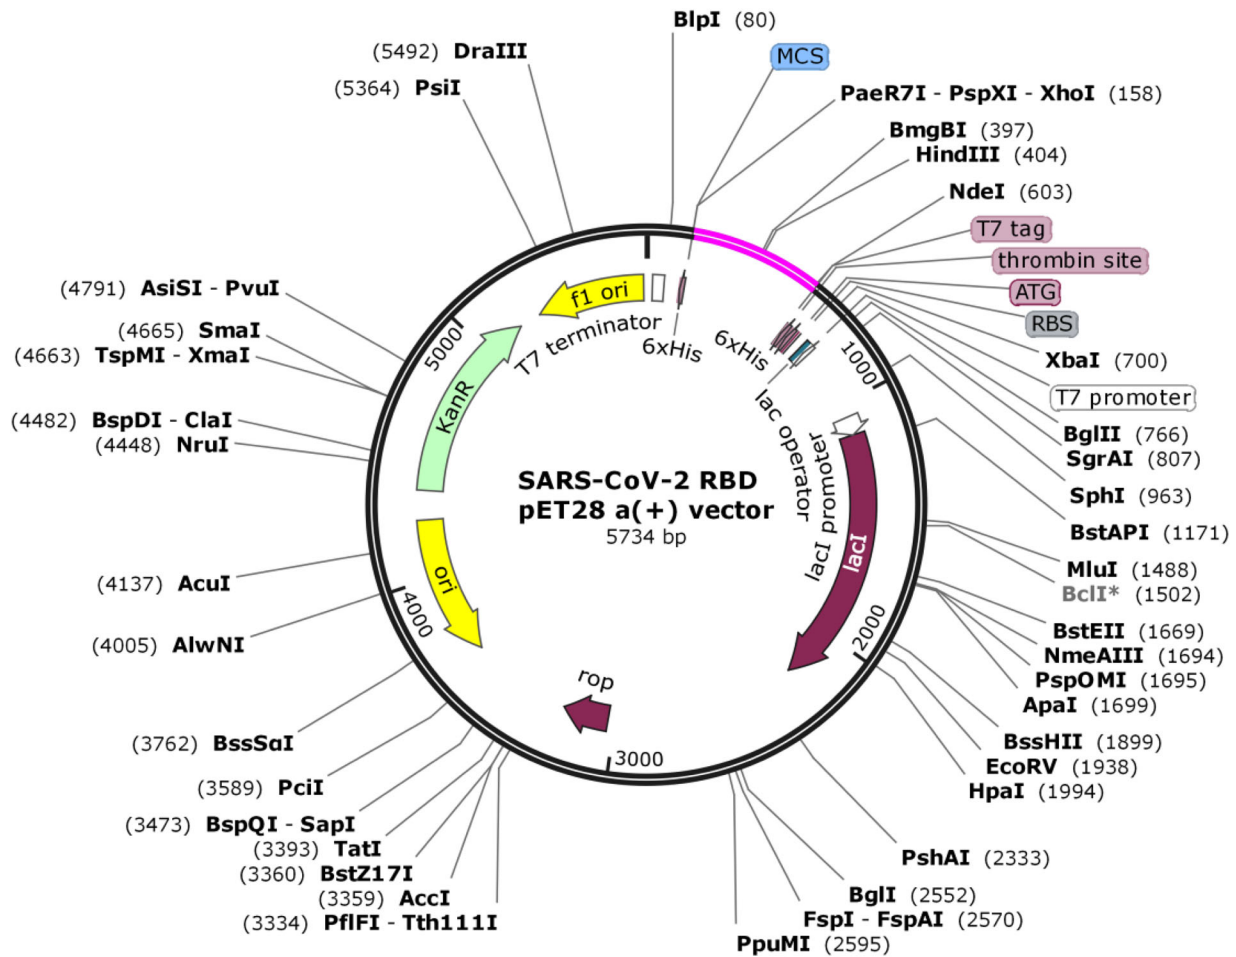 BlpI (80)
MCS
PaeR7I - PspXI - XhoI (158)
BmgBI (397)
HindIII (404)
NdeI (603)
T7 tag
thrombin site
ATG
RBS
XbaI (700)
T7 promoter
BglII (766)
SgrAI (807)
SphI (963)
BstAPI (1171)
MluI (1488)
BclI* (1502)
BstEII (1669)
NmeAIII (1694)
PspOMI (1695)
ApaI (1699)
BssHII (1899)
EcoRV (1938)
HpaI (1994)
PshAI (2333)
BglI (2552)
FspI - FspAI (2570)
PpuMI (2595)
(3334) PflFI - Tth111I
(3359) AccI
(3360) BstZ17I
(3393) TatI
(3473) BspQI - SapI
(3589) PciI
(3762) BssSαI
(4005) AlwNI
(4137) AcuI
(4448) NruI
(4482) BspDI - ClaI
(4663) TspMI - XmaI
(4665) SmaI
(4791) AsiSI - PvuI
(5364) PsiI
(5492) DraIII
f1 ori
T7 terminator
6xHis
6xHis
lac operator
lacI promoter
lacI
rop
ori
KanR
1000
2000
3000
4000
5000
SARS-CoV-2 RBD
pET28 a(+) vector
5734 bp